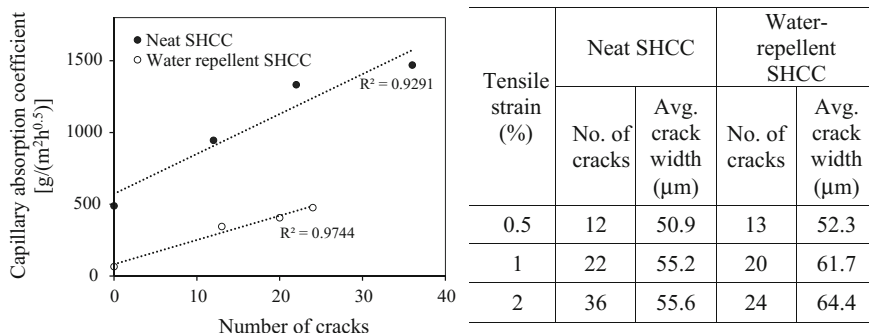 Capillary absorption coefficient
[g/(m²h⁰·⁵)]
1500
1000
500
0
● Neat SHCC
○ Water repellent SHCC
R² = 0.9291
R² = 0.9744
0 10 20 30 40
Number of cracks
Tensile
strain
(%)
Neat SHCC
Water-
repellent
SHCC
No. of
cracks
Avg.
crack
width
(μm)
No. of
cracks
Avg.
crack
width
(μm)
0.5 12 50.9 13 52.3
1 22 55.2 20 61.7
2 36 55.6 24 64.4